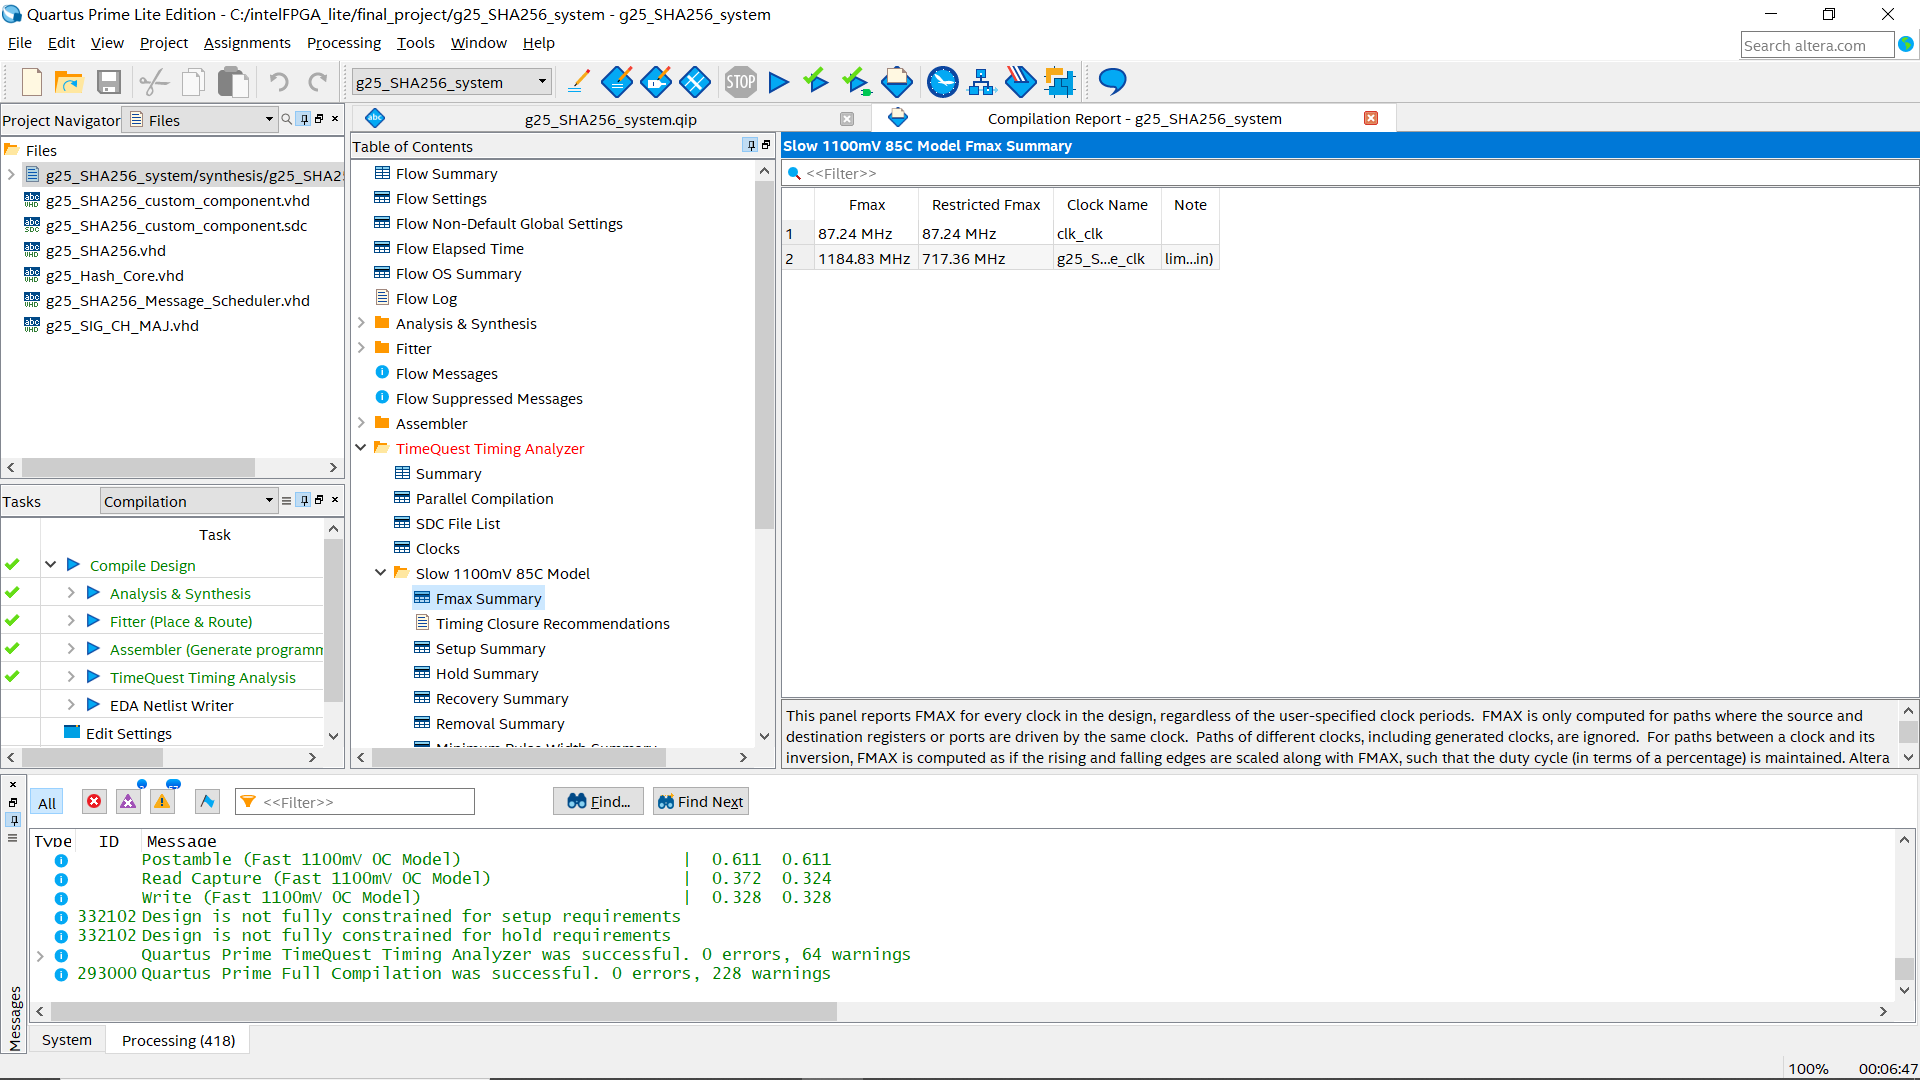 Quartus Prime Lite Edition - C:/intelFPGA_lite/final_project/g25_SHA256_system - g25_SHA256_system
File Edit View Project Assignments Processing Tools Window Help
Search altera.com
g25_SHA256_system
STOP
Project Navigator Files
g25_SHA256_system.qip
Compilation Report - g25_SHA256_system
Files
g25_SHA256_system/synthesis/g25_SHA25
g25_SHA256_custom_component.vhd
g25_SHA256_custom_component.sdc
g25_SHA256.vhd
g25_Hash_Core.vhd
g25_SHA256_Message_Scheduler.vhd
g25_SIG_CH_MAJ.vhd
Tasks Compilation
Task
Compile Design
Analysis & Synthesis
Fitter (Place & Route)
Assembler (Generate programm
TimeQuest Timing Analysis
EDA Netlist Writer
Edit Settings
Table of Contents
Flow Summary
Flow Settings
Flow Non-Default Global Settings
Flow Elapsed Time
Flow OS Summary
Flow Log
Analysis & Synthesis
Fitter
Flow Messages
Flow Suppressed Messages
Assembler
TimeQuest Timing Analyzer
Summary
Parallel Compilation
SDC File List
Clocks
Slow 1100mV 85C Model
Fmax Summary
Timing Closure Recommendations
Setup Summary
Hold Summary
Recovery Summary
Removal Summary
Minimum Pulse Width Summary
Slow 1100mV 85C Model Fmax Summary
<<Filter>>
Fmax Restricted Fmax Clock Name Note
1 87.24 MHz 87.24 MHz clk_clk
2 1184.83 MHz 717.36 MHz g25_S...e_clk lim...in)
This panel reports FMAX for every clock in the design, regardless of the user-specified clock periods. FMAX is only computed for paths where the source and
destination registers or ports are driven by the same clock. Paths of different clocks, including generated clocks, are ignored. For paths between a clock and its
inversion, FMAX is computed as if the rising and falling edges are scaled along with FMAX, such that the duty cycle (in terms of a percentage) is maintained. Altera
All <<Filter>> Find... Find Next
Type ID Message
Postamble (Fast 1100mV 0C Model) | 0.611 0.611
Read Capture (Fast 1100mV 0C Model) | 0.372 0.324
Write (Fast 1100mV 0C Model) | 0.328 0.328
332102 Design is not fully constrained for setup requirements
332102 Design is not fully constrained for hold requirements
Quartus Prime TimeQuest Timing Analyzer was successful. 0 errors, 64 warnings
293000 Quartus Prime Full Compilation was successful. 0 errors, 228 warnings
Messages
System Processing (418)
100% 00:06:47